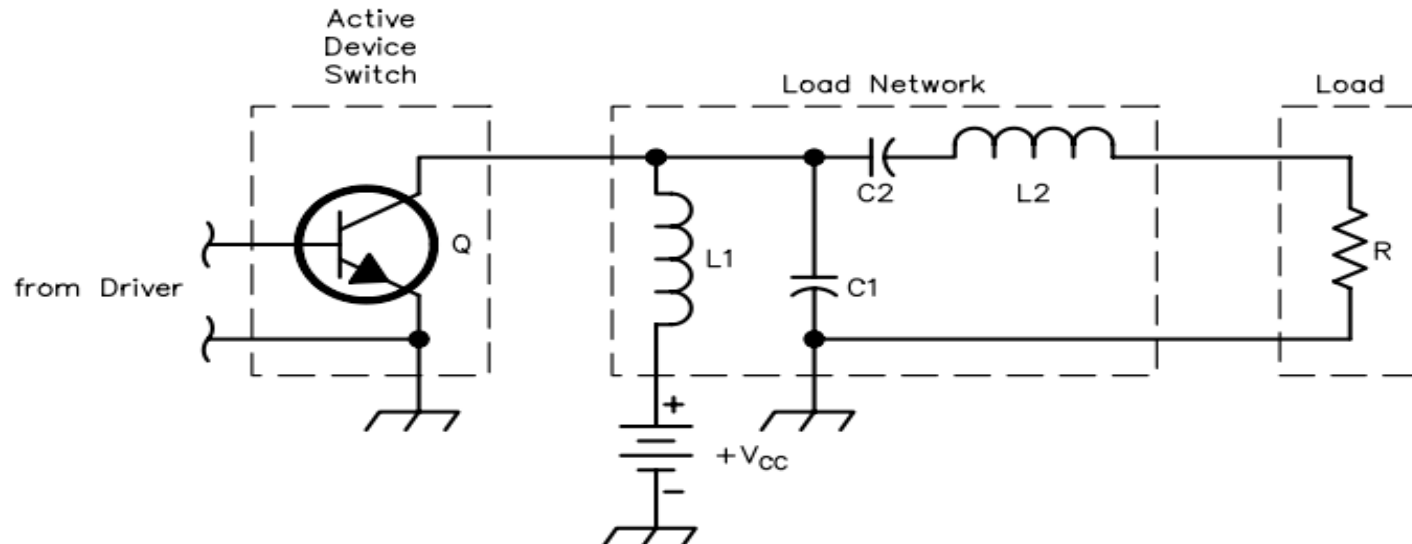 Active
Device
Switch
Load Network
Load
C2
L2
Q
L1
R
from Driver
C1
+
+VCC
−